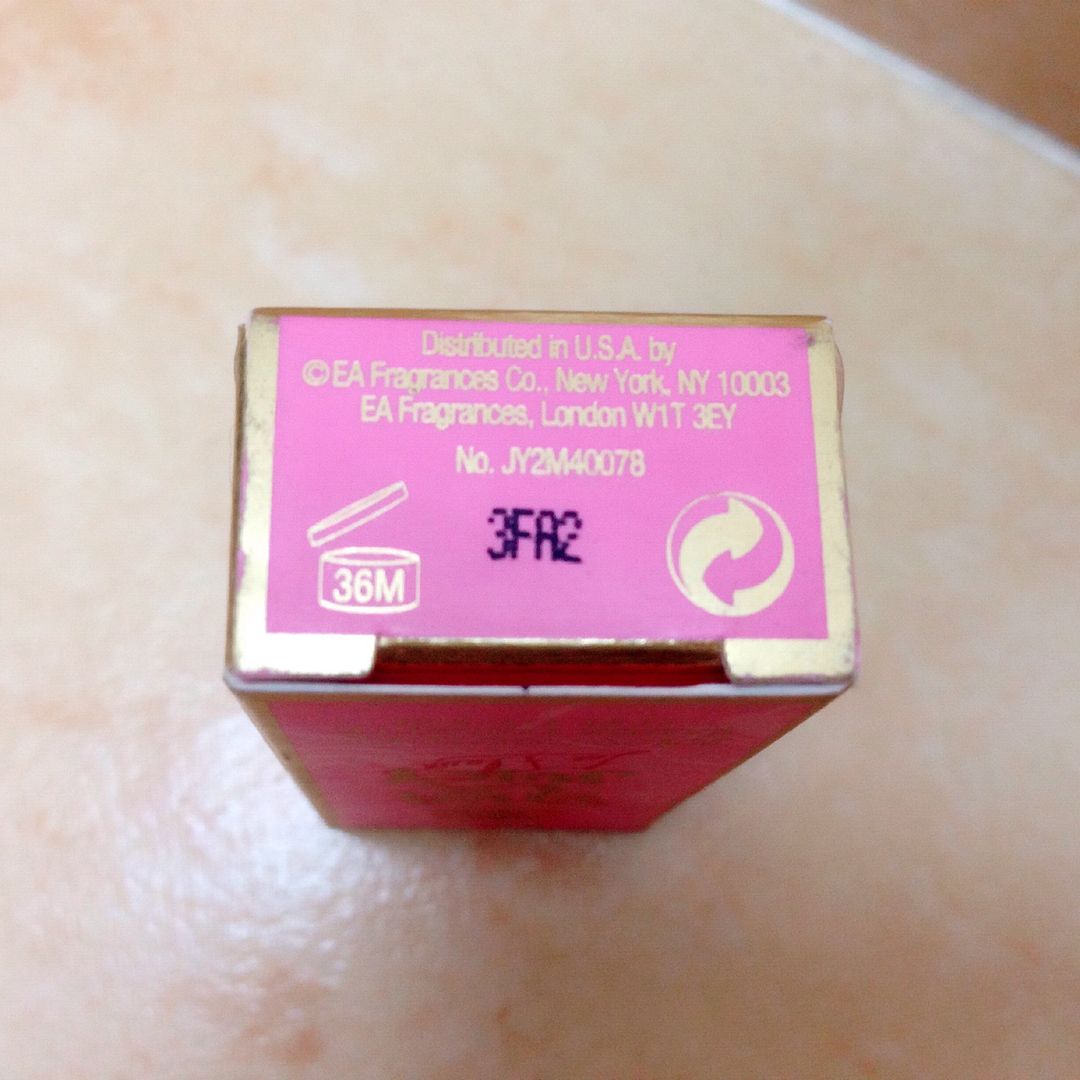 Distributed in U.S.A. by
©EA Fragrances Co., New York, NY 10003
EA Fragrances, London W1T 3EY
No. JY2M40078
3FA2
36M